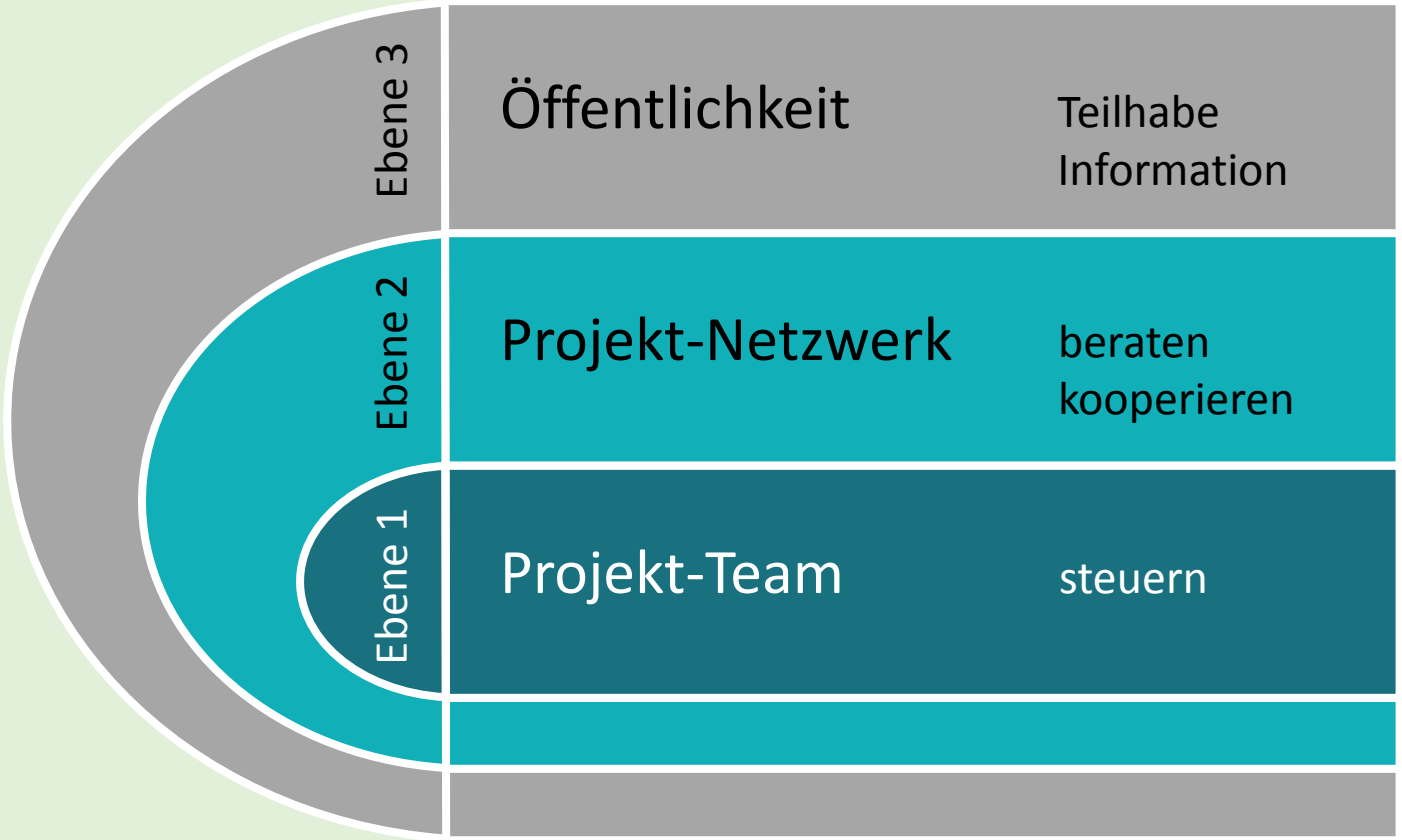 Ebene 3
Öffentlichkeit
Teilhabe
Information
Ebene 2
Projekt-Netzwerk
beraten
kooperieren
Ebene 1
Projekt-Team
steuern